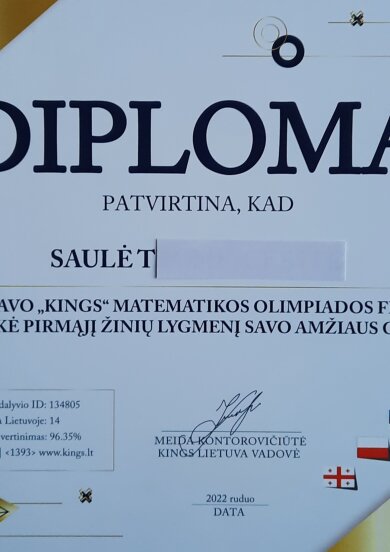 DIPLOMA
PATVIRTINA, KAD
SAULĖ T
AVO „KINGS“ MATEMATIKOS OLIMPIADOS F
KĖ PIRMĄJĮ ŽINIŲ LYGMENĮ SAVO AMŽIAUS
dalyvio ID: 134805
Lietuvoje: 14
vertinimas: 96.35%
<1393> www.kings.lt
MEIDA KONTOROVIČIŪTĖ
KINGS LIETUVA VADOVĖ
2022 ruduo
DATA